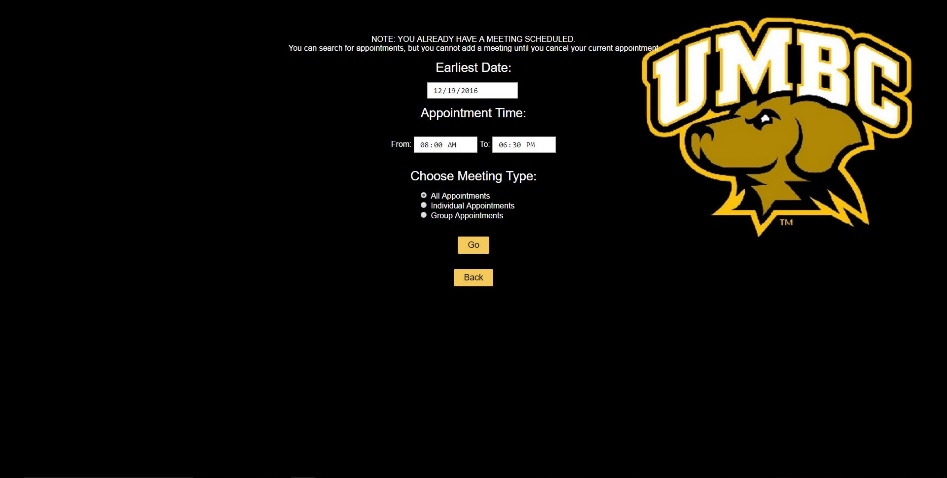 NOTE: YOU ALREADY HAVE A MEETING SCHEDULED.
You can search for appointments, but you cannot add a meeting until you cancel your current appointment
UMBC
Earliest Date:
12/19/2016
Appointment Time:
From: 08:00 AM To: 06:30 PM
Choose Meeting Type:
All Appointments
Individual Appointments
Group Appointments
TM
Go
Back